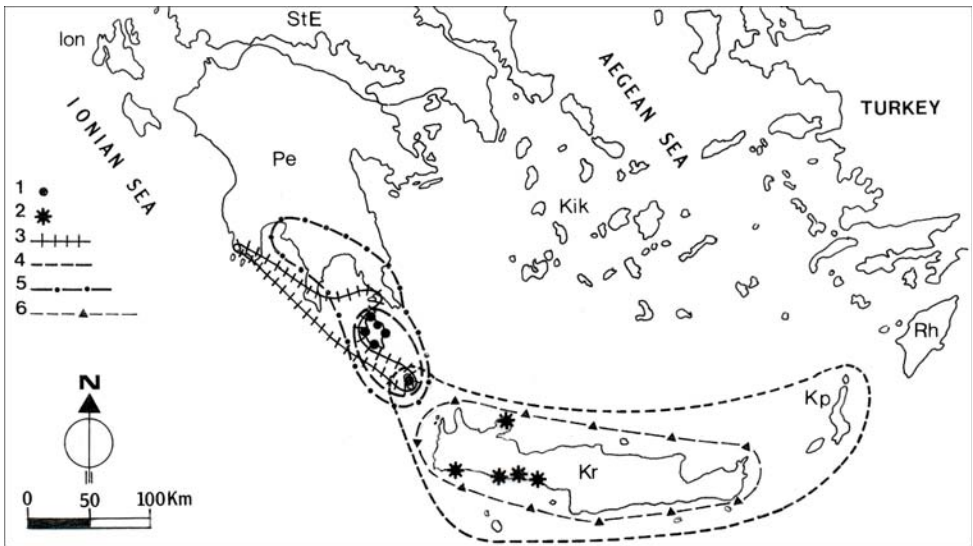 StE
Ion
AEGEAN SEA
IONIAN SEA
TURKEY
Pe
1
2
3
4
5
6
Kik
Rh
N
Kp
Kr
0 50 100Km